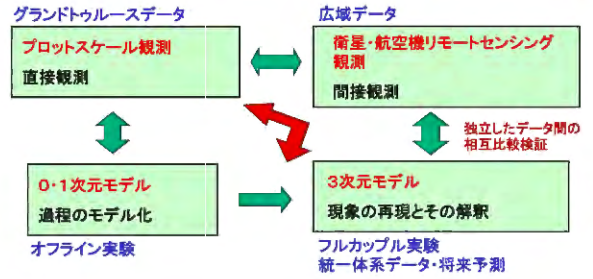 グランドトゥルースデータ
広域データ
プロットスケール観測
直接観測
衛星・航空機リモートセンシング
観測
間接観測
独立したデータ間の
相互比較検証
0・1次元モデル
過程のモデル化
3次元モデル
現象の再現とその解釈
オフライン実験
フルカップル実験
統一体系データ・将来予測